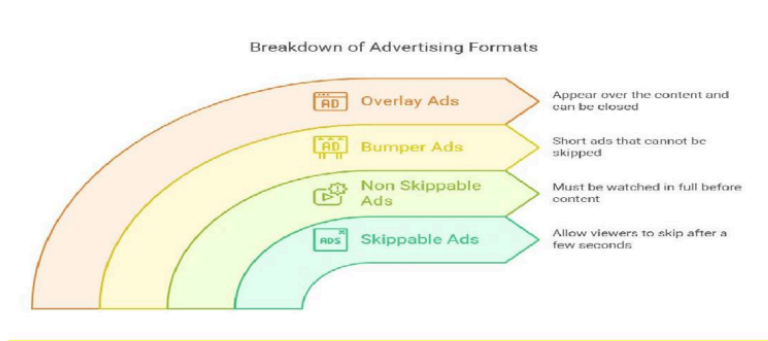 Breakdown of Advertising Formats
AD
Overlay Ads
Appear over the content and
can be closed
AD
Bumper Ads
Short ads that cannot be
skipped
Non Skippable
Ads
Must be watched in full before
content
ADS
Skippable Ads
Allow viewers to skip after a
few seconds